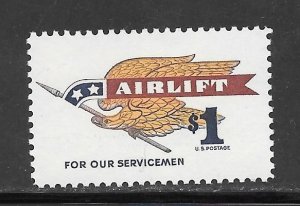 AIRLIFT
$1
U.S. POSTAGE
FOR OUR SERVICEMEN